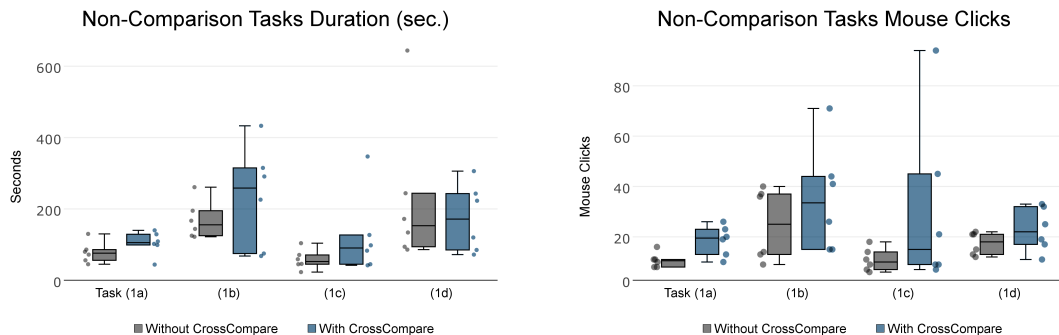 Non-Comparison Tasks Duration (sec.)
600
400
200
0
Seconds
Task (1a)
(1b)
(1c)
(1d)
Without CrossCompare
With CrossCompare
Non-Comparison Tasks Mouse Clicks
80
60
40
20
0
Mouse Clicks
Task (1a)
(1b)
(1c)
(1d)
Without CrossCompare
With CrossCompare